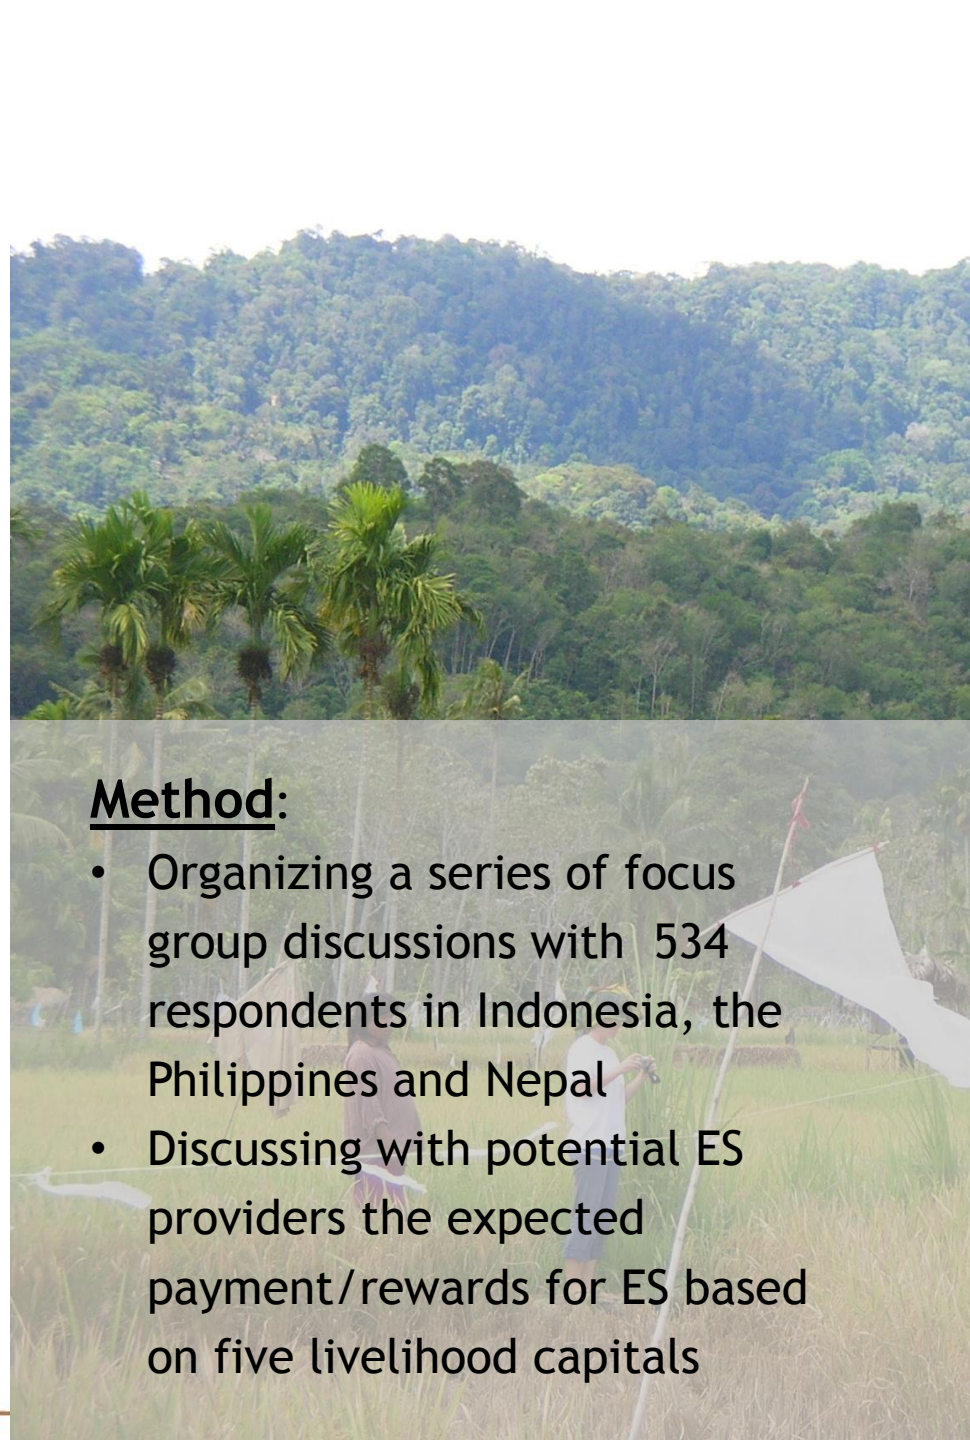 Method:
• Organizing a series of focus
group discussions with  534
respondents in Indonesia, the
Philippines and Nepal
• Discussing with potential ES
providers the expected
payment/rewards for ES based
on five livelihood capitals